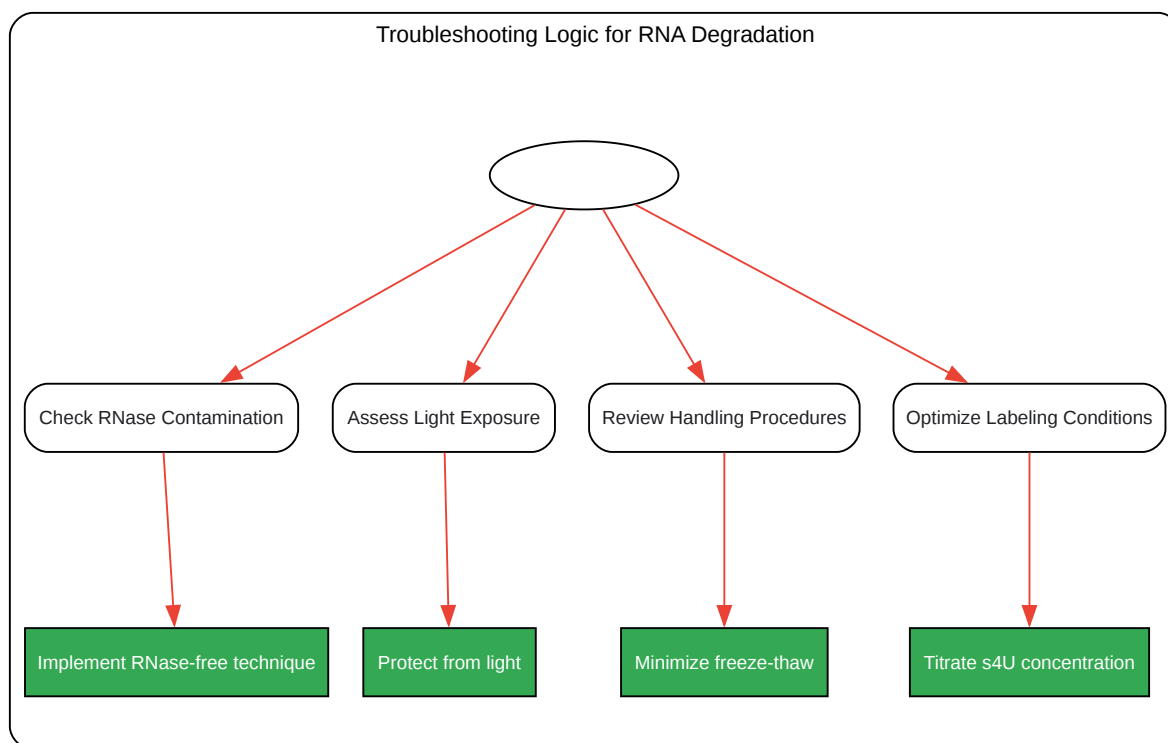 Troubleshooting Logic for RNA Degradation
Check RNase Contamination
Assess Light Exposure
Review Handling Procedures
Optimize Labeling Conditions
Implement RNase-free technique
Protect from light
Minimize freeze-thaw
Titrate s4U concentration